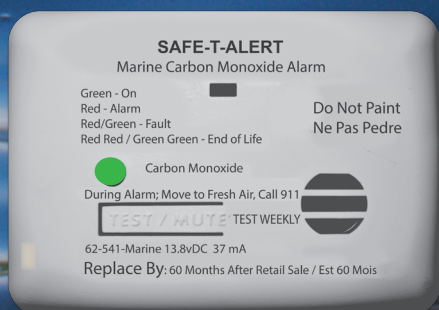 SAFE-T-ALERT
Marine Carbon Monoxide Alarm
Green - On
Red - Alarm
Red/Green - Fault
Red Red / Green Green - End of Life
Do Not Paint
Ne Pas Pedre
Carbon Monoxide
During Alarm; Move to Fresh Air, Call 911
TEST / MUTE TEST WEEKLY
62-541-Marine 13.8vDC 37 mA
Replace By: 60 Months After Retail Sale / Est 60 Mois